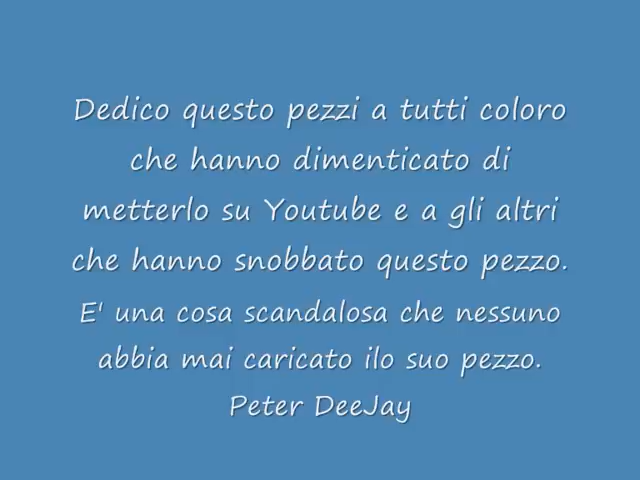 Dedico questo pezzi a tutti coloro
che hanno dimenticato di
metterlo su Youtube e a gli altri
che hanno snobbato questo pezzo.
E' una cosa scandalosa che nessuno
abbia mai caricato ilo suo pezzo.
Peter DeeJay